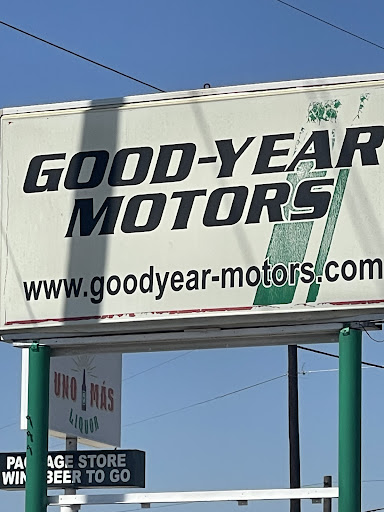 GOOD-YEAR
MOTORS
www.goodyear-motors.com
UNO MÁS
LIQUOR
PACKAGE STORE
WINE BEER TO GO